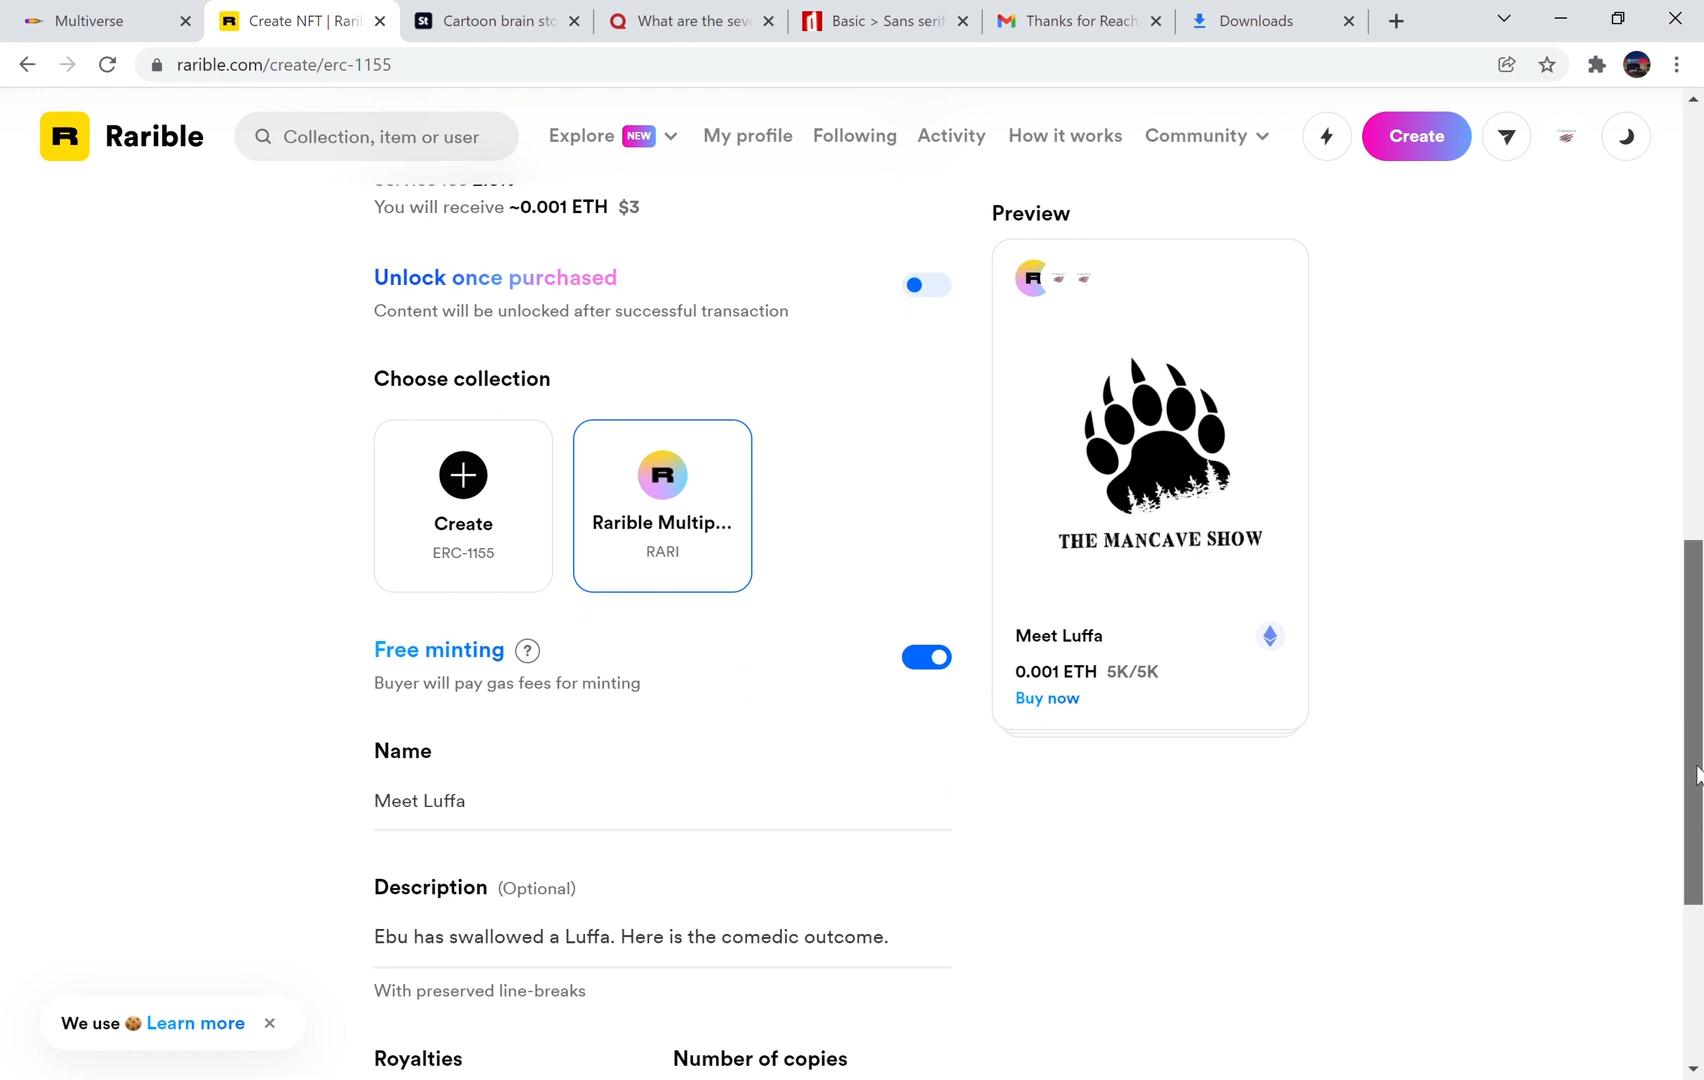 Multiverse
Create NFT | Rari
Cartoon brain sto
What are the seve
Basic > Sans serif
Thanks for Reach
Downloads
rarible.com/create/erc-1155
R Rarible
Collection, item or user
Explore NEW
My profile
Following
Activity
How it works
Community
Create
You will receive ~0.001 ETH $3
Unlock once purchased
Content will be unlocked after successful transaction
Choose collection
Create
ERC-1155
R
Rarible Multip...
RARI
Free minting ?
Buyer will pay gas fees for minting
Name
Meet Luffa
Description (Optional)
Ebu has swallowed a Luffa. Here is the comedic outcome.
With preserved line-breaks
Royalties
Number of copies
Preview
R
THE MANCAVE SHOW
Meet Luffa
0.001 ETH 5K/5K
Buy now
We use 🍪 Learn more